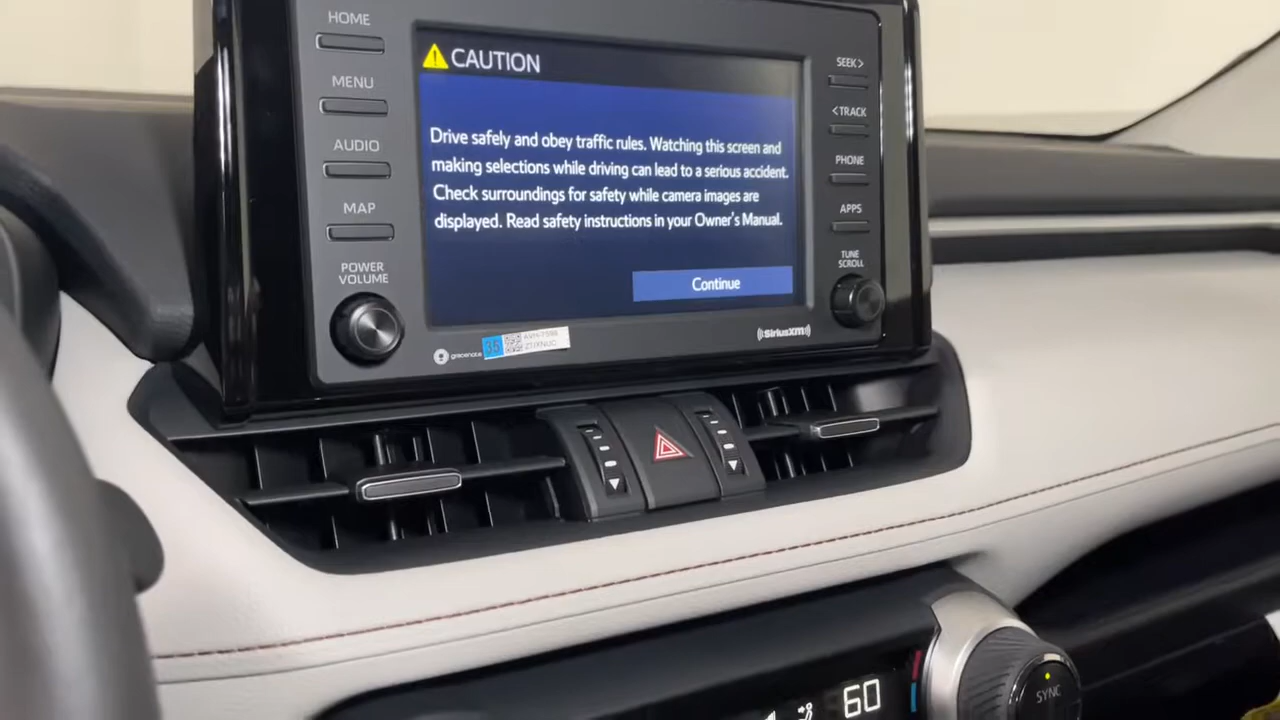 HOME
MENU
AUDIO
MAP
POWER
VOLUME
CAUTION
Drive safely and obey traffic rules. Watching this screen and
making selections while driving can lead to a serious accident.
Check surroundings for safety while camera images are
displayed. Read safety instructions in your Owner's Manual.
Continue
SEEK >
< TRACK
PHONE
APPS
TUNE
SCROLL
gracenote
35
SiriusXM
60
SYNC